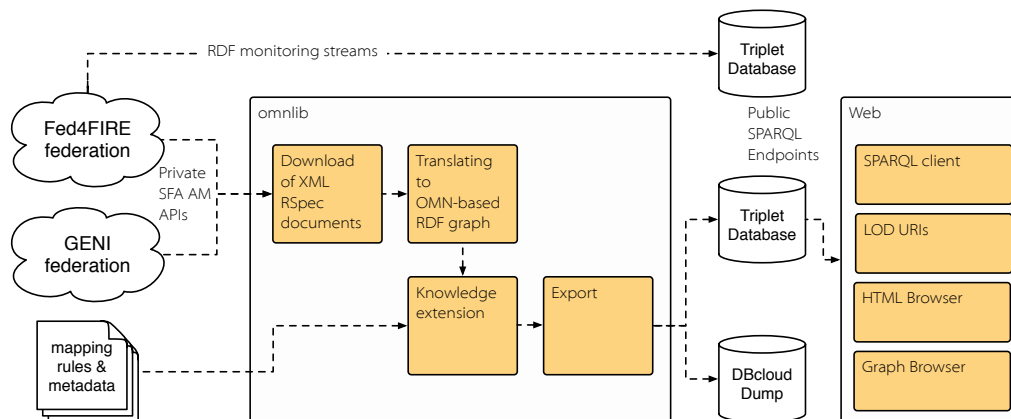 RDF monitoring streams
Triplet
Database
Fed4FIRE
federation
Private
SFA AM
APIs
GENI
federation
mapping
rules &
metadata
omnlib
Download
of XML
RSpec
documents
Translating
to
OMN-based
RDF graph
Knowledge
extension
Export
Public
SPARQL
Endpoints
Triplet
Database
DBcloud
Dump
Web
SPARQL client
LOD URIs
HTML Browser
Graph Browser